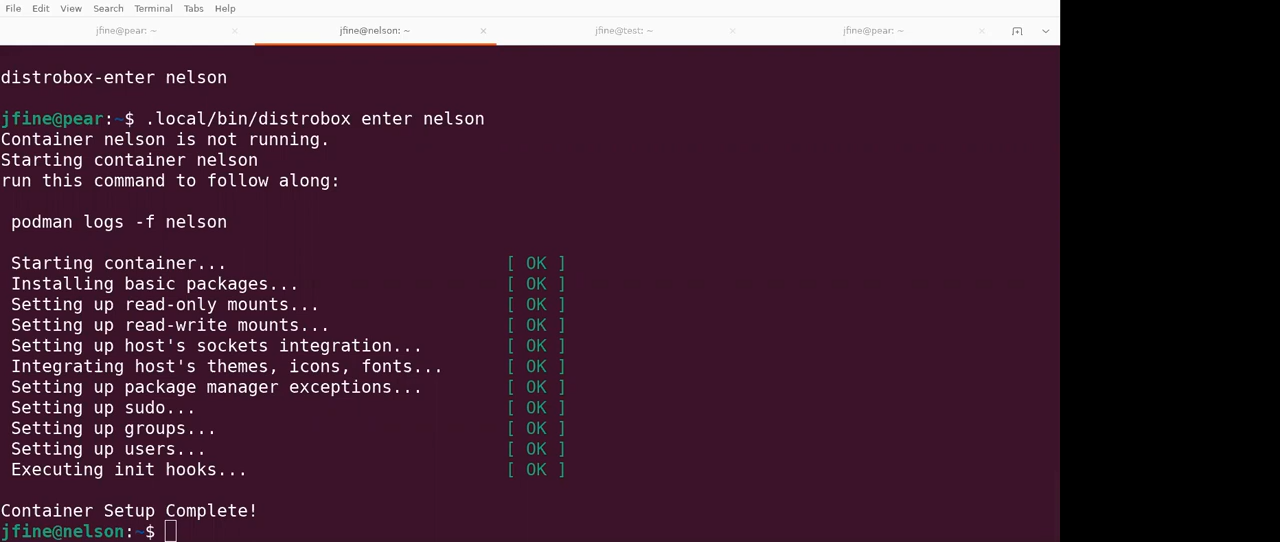 File Edit View Search Terminal Tabs Help
jfine@pear: ~ × jfine@nelson: ~ × jfine@test: ~ × jfine@pear: ~ ×
distrobox-enter nelson
jfine@pear:~$ .local/bin/distrobox enter nelson
Container nelson is not running.
Starting container nelson
run this command to follow along:
podman logs -f nelson
Starting container... [ OK ]
Installing basic packages... [ OK ]
Setting up read-only mounts... [ OK ]
Setting up read-write mounts... [ OK ]
Setting up host's sockets integration... [ OK ]
Integrating host's themes, icons, fonts... [ OK ]
Setting up package manager exceptions... [ OK ]
Setting up sudo... [ OK ]
Setting up groups... [ OK ]
Setting up users... [ OK ]
Executing init hooks... [ OK ]
Container Setup Complete!
jfine@nelson:~$